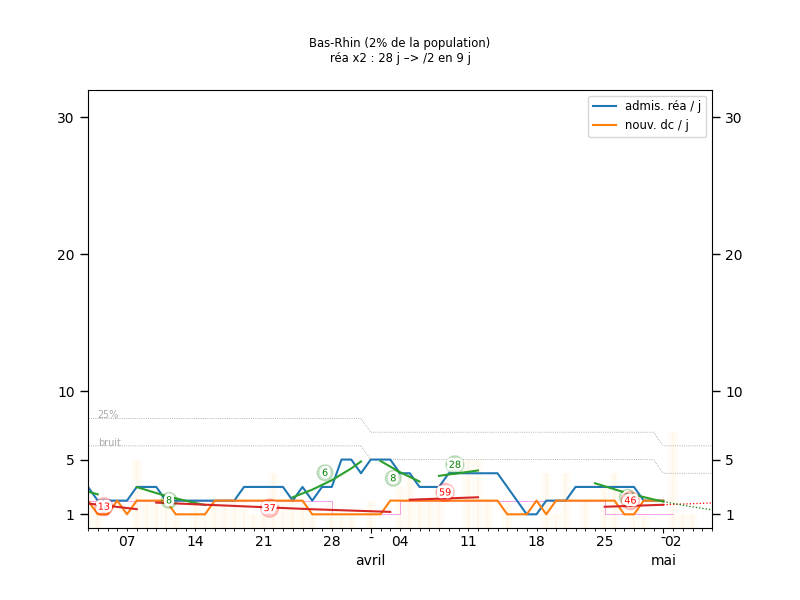 Bas-Rhin (2% de la population)
réa x2 : 28 j –> /2 en 9 j
admis. réa / j
nouv. dc / j
30 30
20 20
10 10
25%
bruit
5 5
6 8 28
13 8 37 59
1 1
07 14 21 28 - 04 11 18 25 02
avril mai